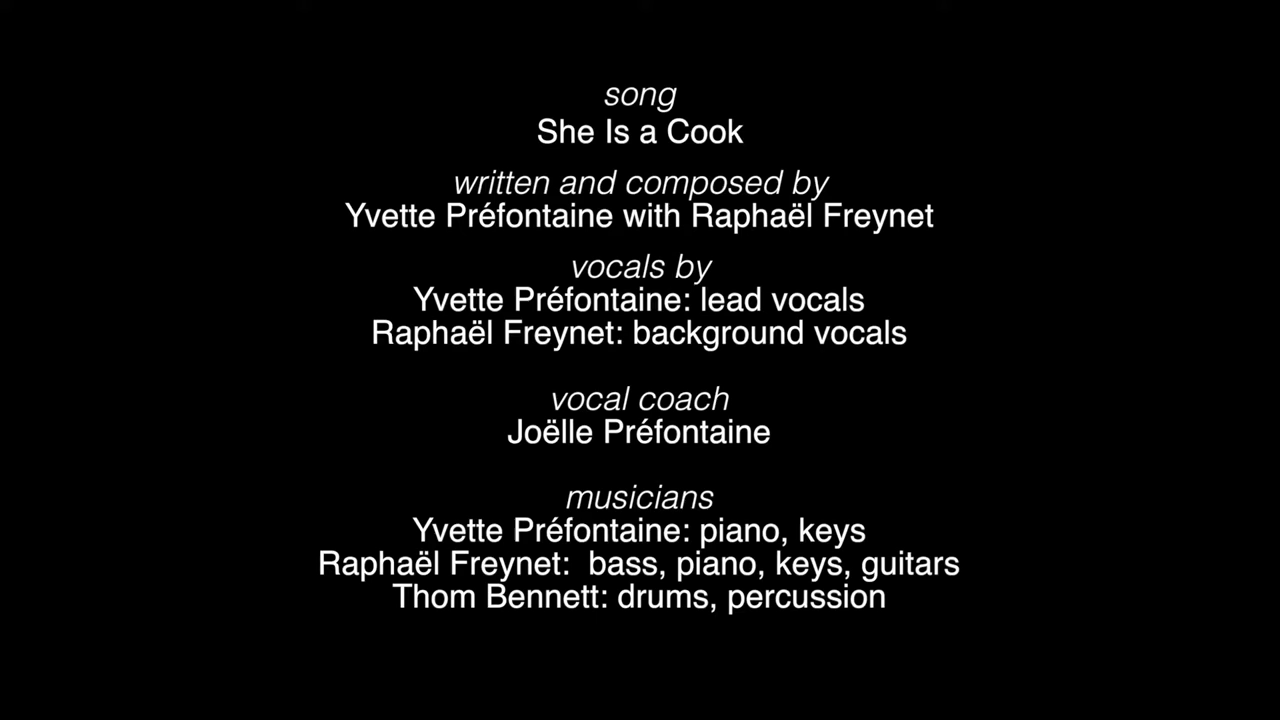 song
She Is a Cook
written and composed by
Yvette Préfontaine with Raphaël Freynet
vocals by
Yvette Préfontaine: lead vocals
Raphaël Freynet: background vocals
vocal coach
Joëlle Préfontaine
musicians
Yvette Préfontaine: piano, keys
Raphaël Freynet:  bass, piano, keys, guitars
Thom Bennett: drums, percussion